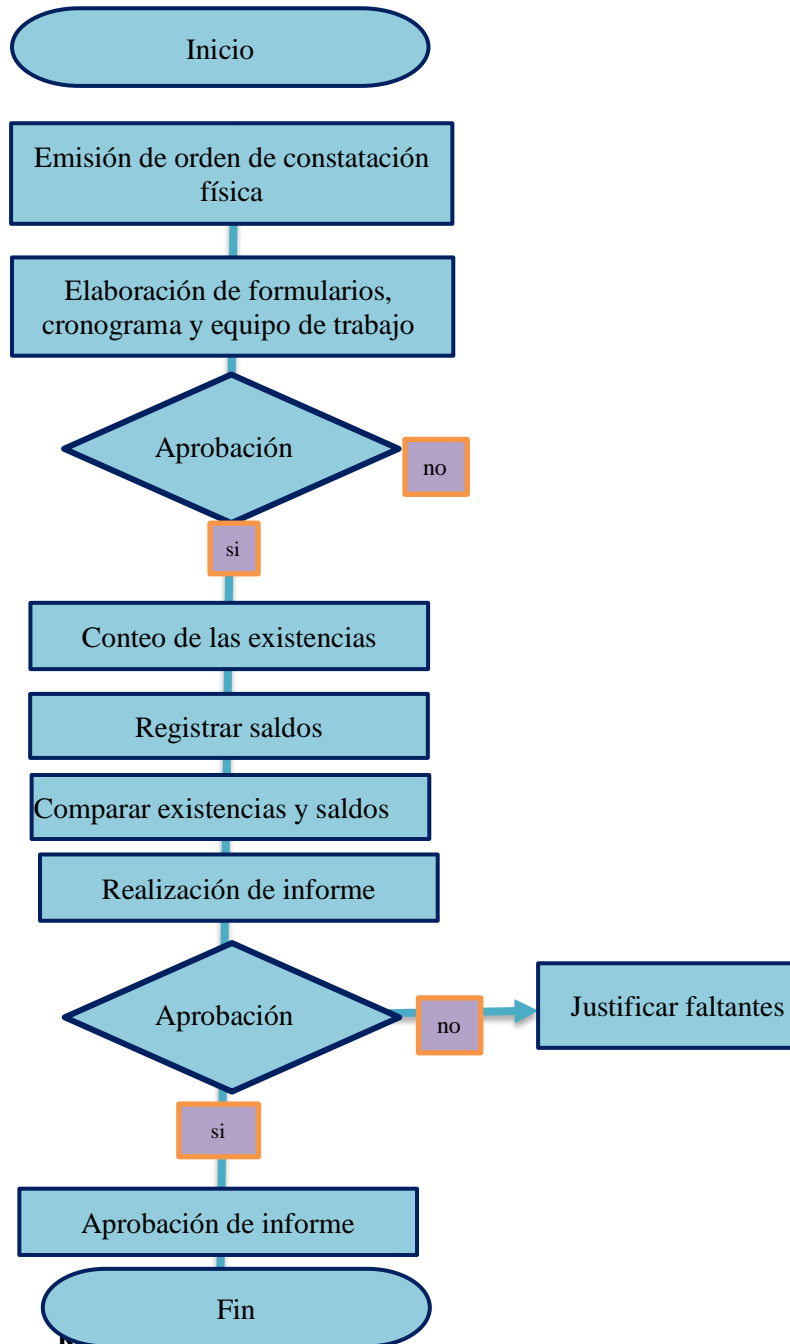 Inicio
Emisión de orden de constatación
física
Elaboración de formularios,
cronograma y equipo de trabajo
Aprobación
no
si
Conteo de las existencias
Registrar saldos
Comparar existencias y saldos
Realización de informe
Aprobación
no
Justificar faltantes
si
Aprobación de informe
Fin